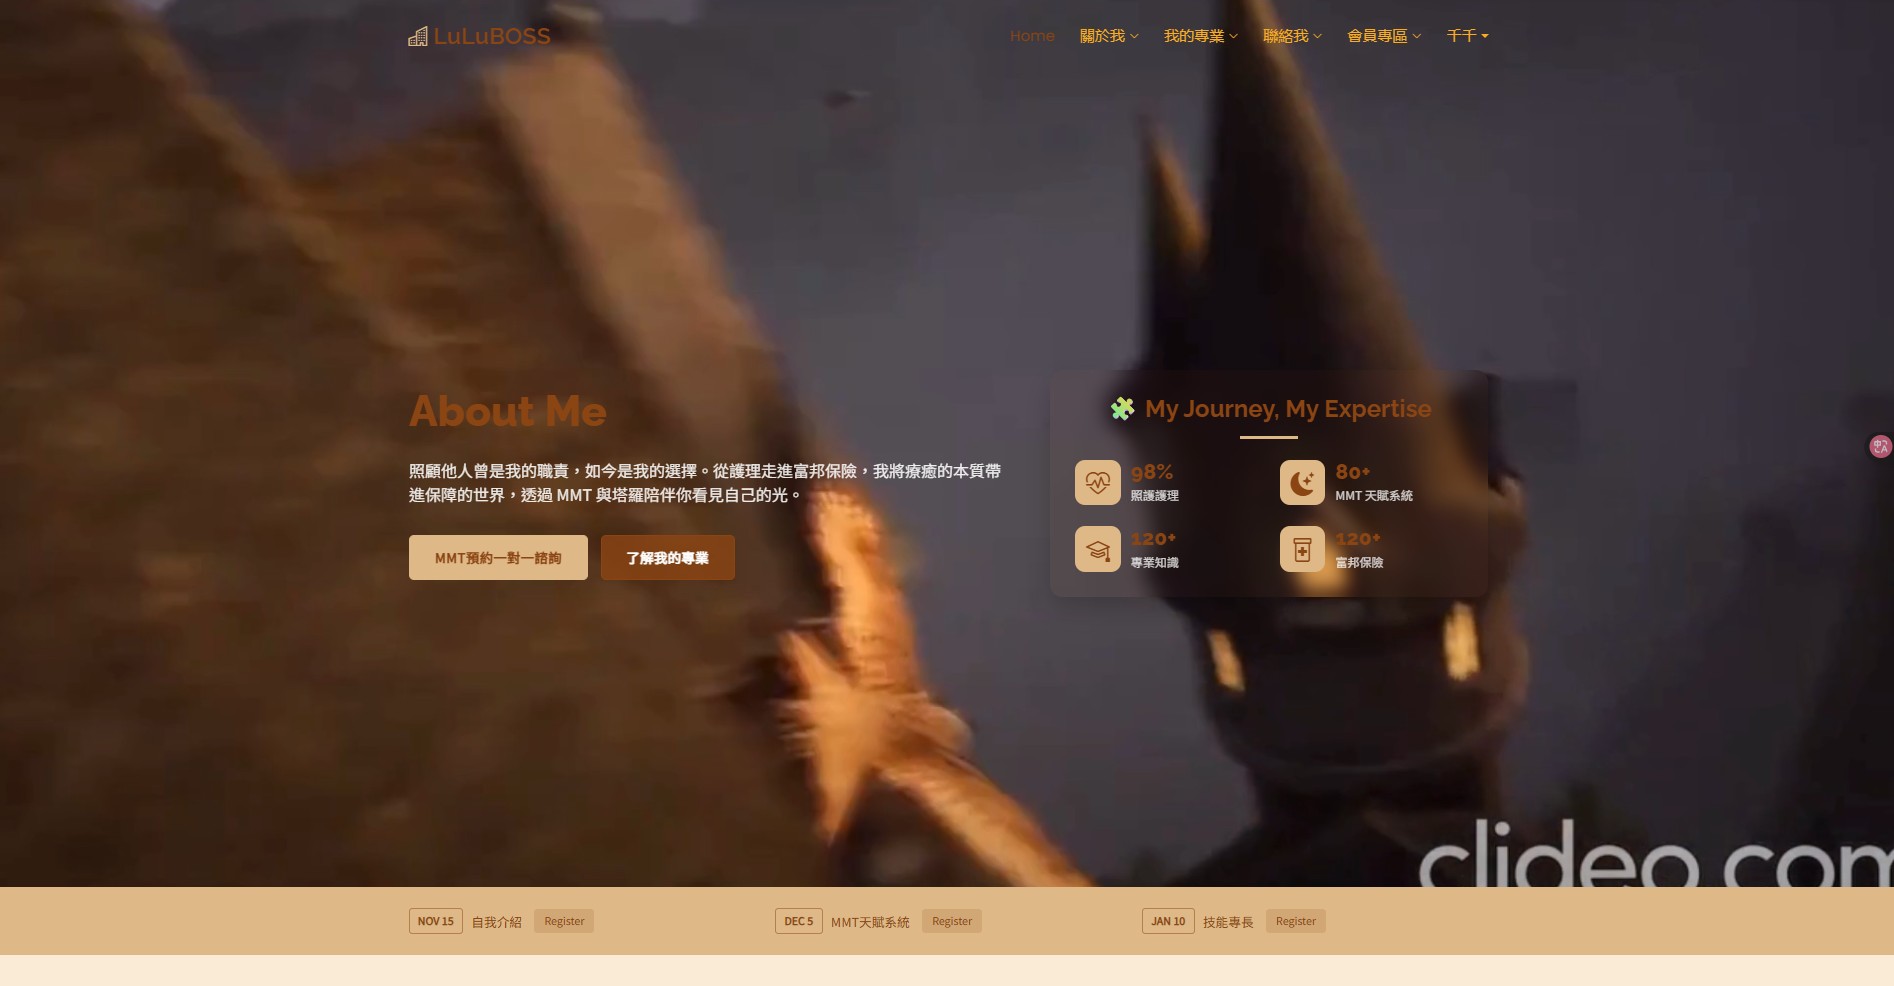 LuLuBOSS
Home 關於我 我的專業 聯絡我 會員專區 千千
About Me
照顧他人曾是我的職責，如今是我的選擇。從護理走進富邦保險，我將療癒的本質帶
進保障的世界，透過 MMT 與塔羅陪伴你看見自己的光。
MMT預約一對一諮詢 了解我的專業
My Journey, My Expertise
98%
照護護理
80+
MMT 天賦系統
120+
專業知識
120+
富邦保險
clideo.com
NOV 15 自我介紹 Register
DEC 5 MMT天賦系統 Register
JAN 10 技能專長 Register